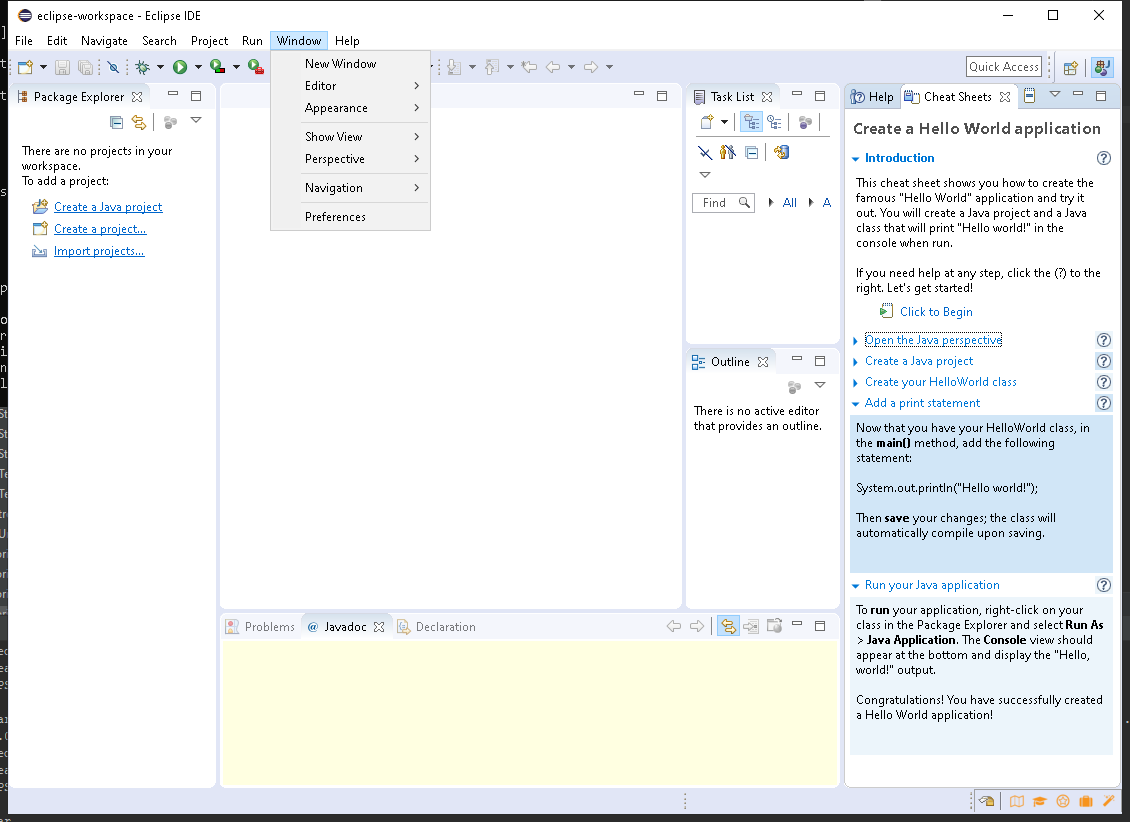 eclipse-workspace - Eclipse IDE
File Edit Navigate Search Project Run Window Help
New Window
Editor
Appearance
Show View
Perspective
Navigation
Preferences
Quick Access
Package Explorer
There are no projects in your
workspace.
To add a project:
Create a Java project
Create a project...
Import projects...
Task List
Find All A
Outline
There is no active editor
that provides an outline.
Problems @ Javadoc Declaration
Help Cheat Sheets
Create a Hello World application
Introduction
This cheat sheet shows you how to create the
famous "Hello World" application and try it
out. You will create a Java project and a Java
class that will print "Hello world!" in the
console when run.
If you need help at any step, click the (?) to the
right. Let's get started!
Click to Begin
Open the Java perspective
Create a Java project
Create your HelloWorld class
Add a print statement
Now that you have your HelloWorld class, in
the main() method, add the following
statement:
System.out.println("Hello world!");
Then save your changes; the class will
automatically compile upon saving.
Run your Java application
To run your application, right-click on your
class in the Package Explorer and select Run As
> Java Application. The Console view should
appear at the bottom and display the "Hello,
world!" output.
Congratulations! You have successfully created
a Hello World application!